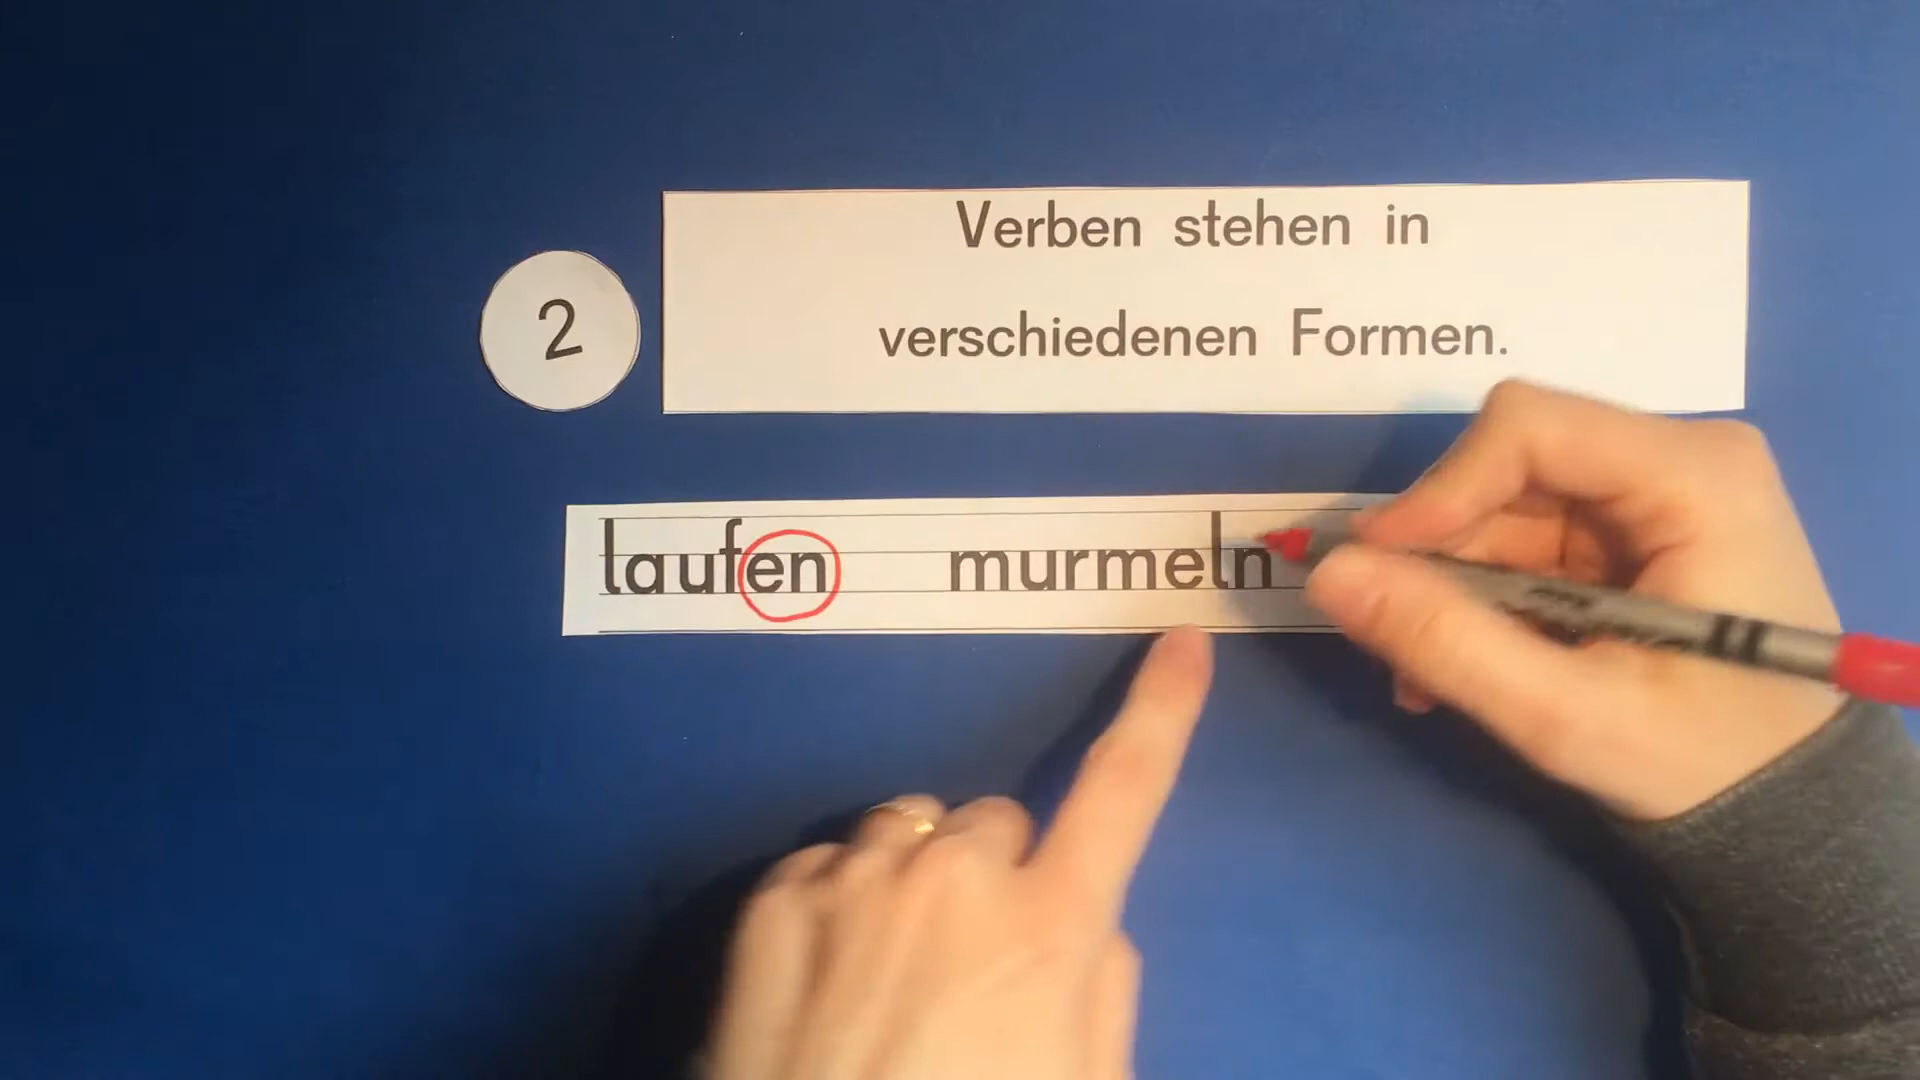 2
Verben stehen in
verschiedenen Formen.
laufen murmeln